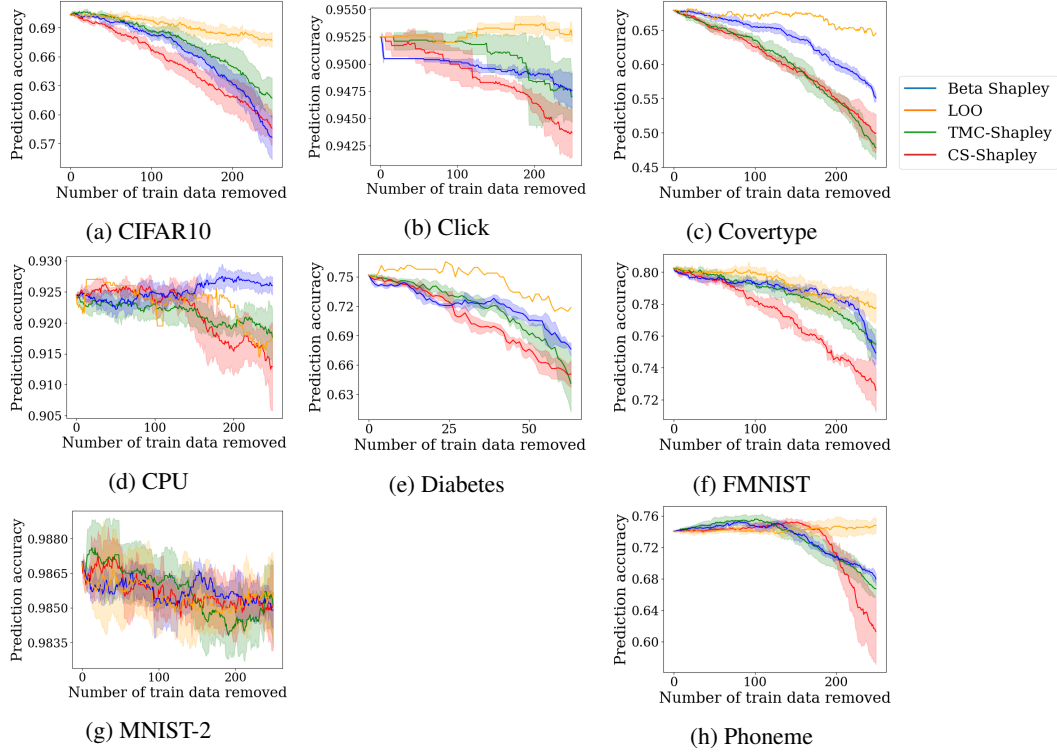 Prediction accuracy
0.69
0.66
0.63
0.60
0.57
0
100
200
Number of train data removed
(a) CIFAR10
Prediction accuracy
0.9550
0.9525
0.9500
0.9475
0.9450
0.9425
0
100
200
Number of train data removed
(b) Click
Prediction accuracy
0.65
0.60
0.55
0.50
0.45
0
100
200
Number of train data removed
(c) Covertype
Beta Shapley
LOO
TMC-Shapley
CS-Shapley
Prediction accuracy
0.930
0.925
0.920
0.915
0.910
0.905
0
100
200
Number of train data removed
(d) CPU
Prediction accuracy
0.75
0.72
0.69
0.66
0.63
0
25
50
Number of train data removed
(e) Diabetes
Prediction accuracy
0.80
0.78
0.76
0.74
0.72
0
100
200
Number of train data removed
(f) FMNIST
Prediction accuracy
0.9880
0.9865
0.9850
0.9835
0
100
200
Number of train data removed
(g) MNIST-2
Prediction accuracy
0.76
0.72
0.68
0.64
0.60
0
100
200
Number of train data removed
(h) Phoneme